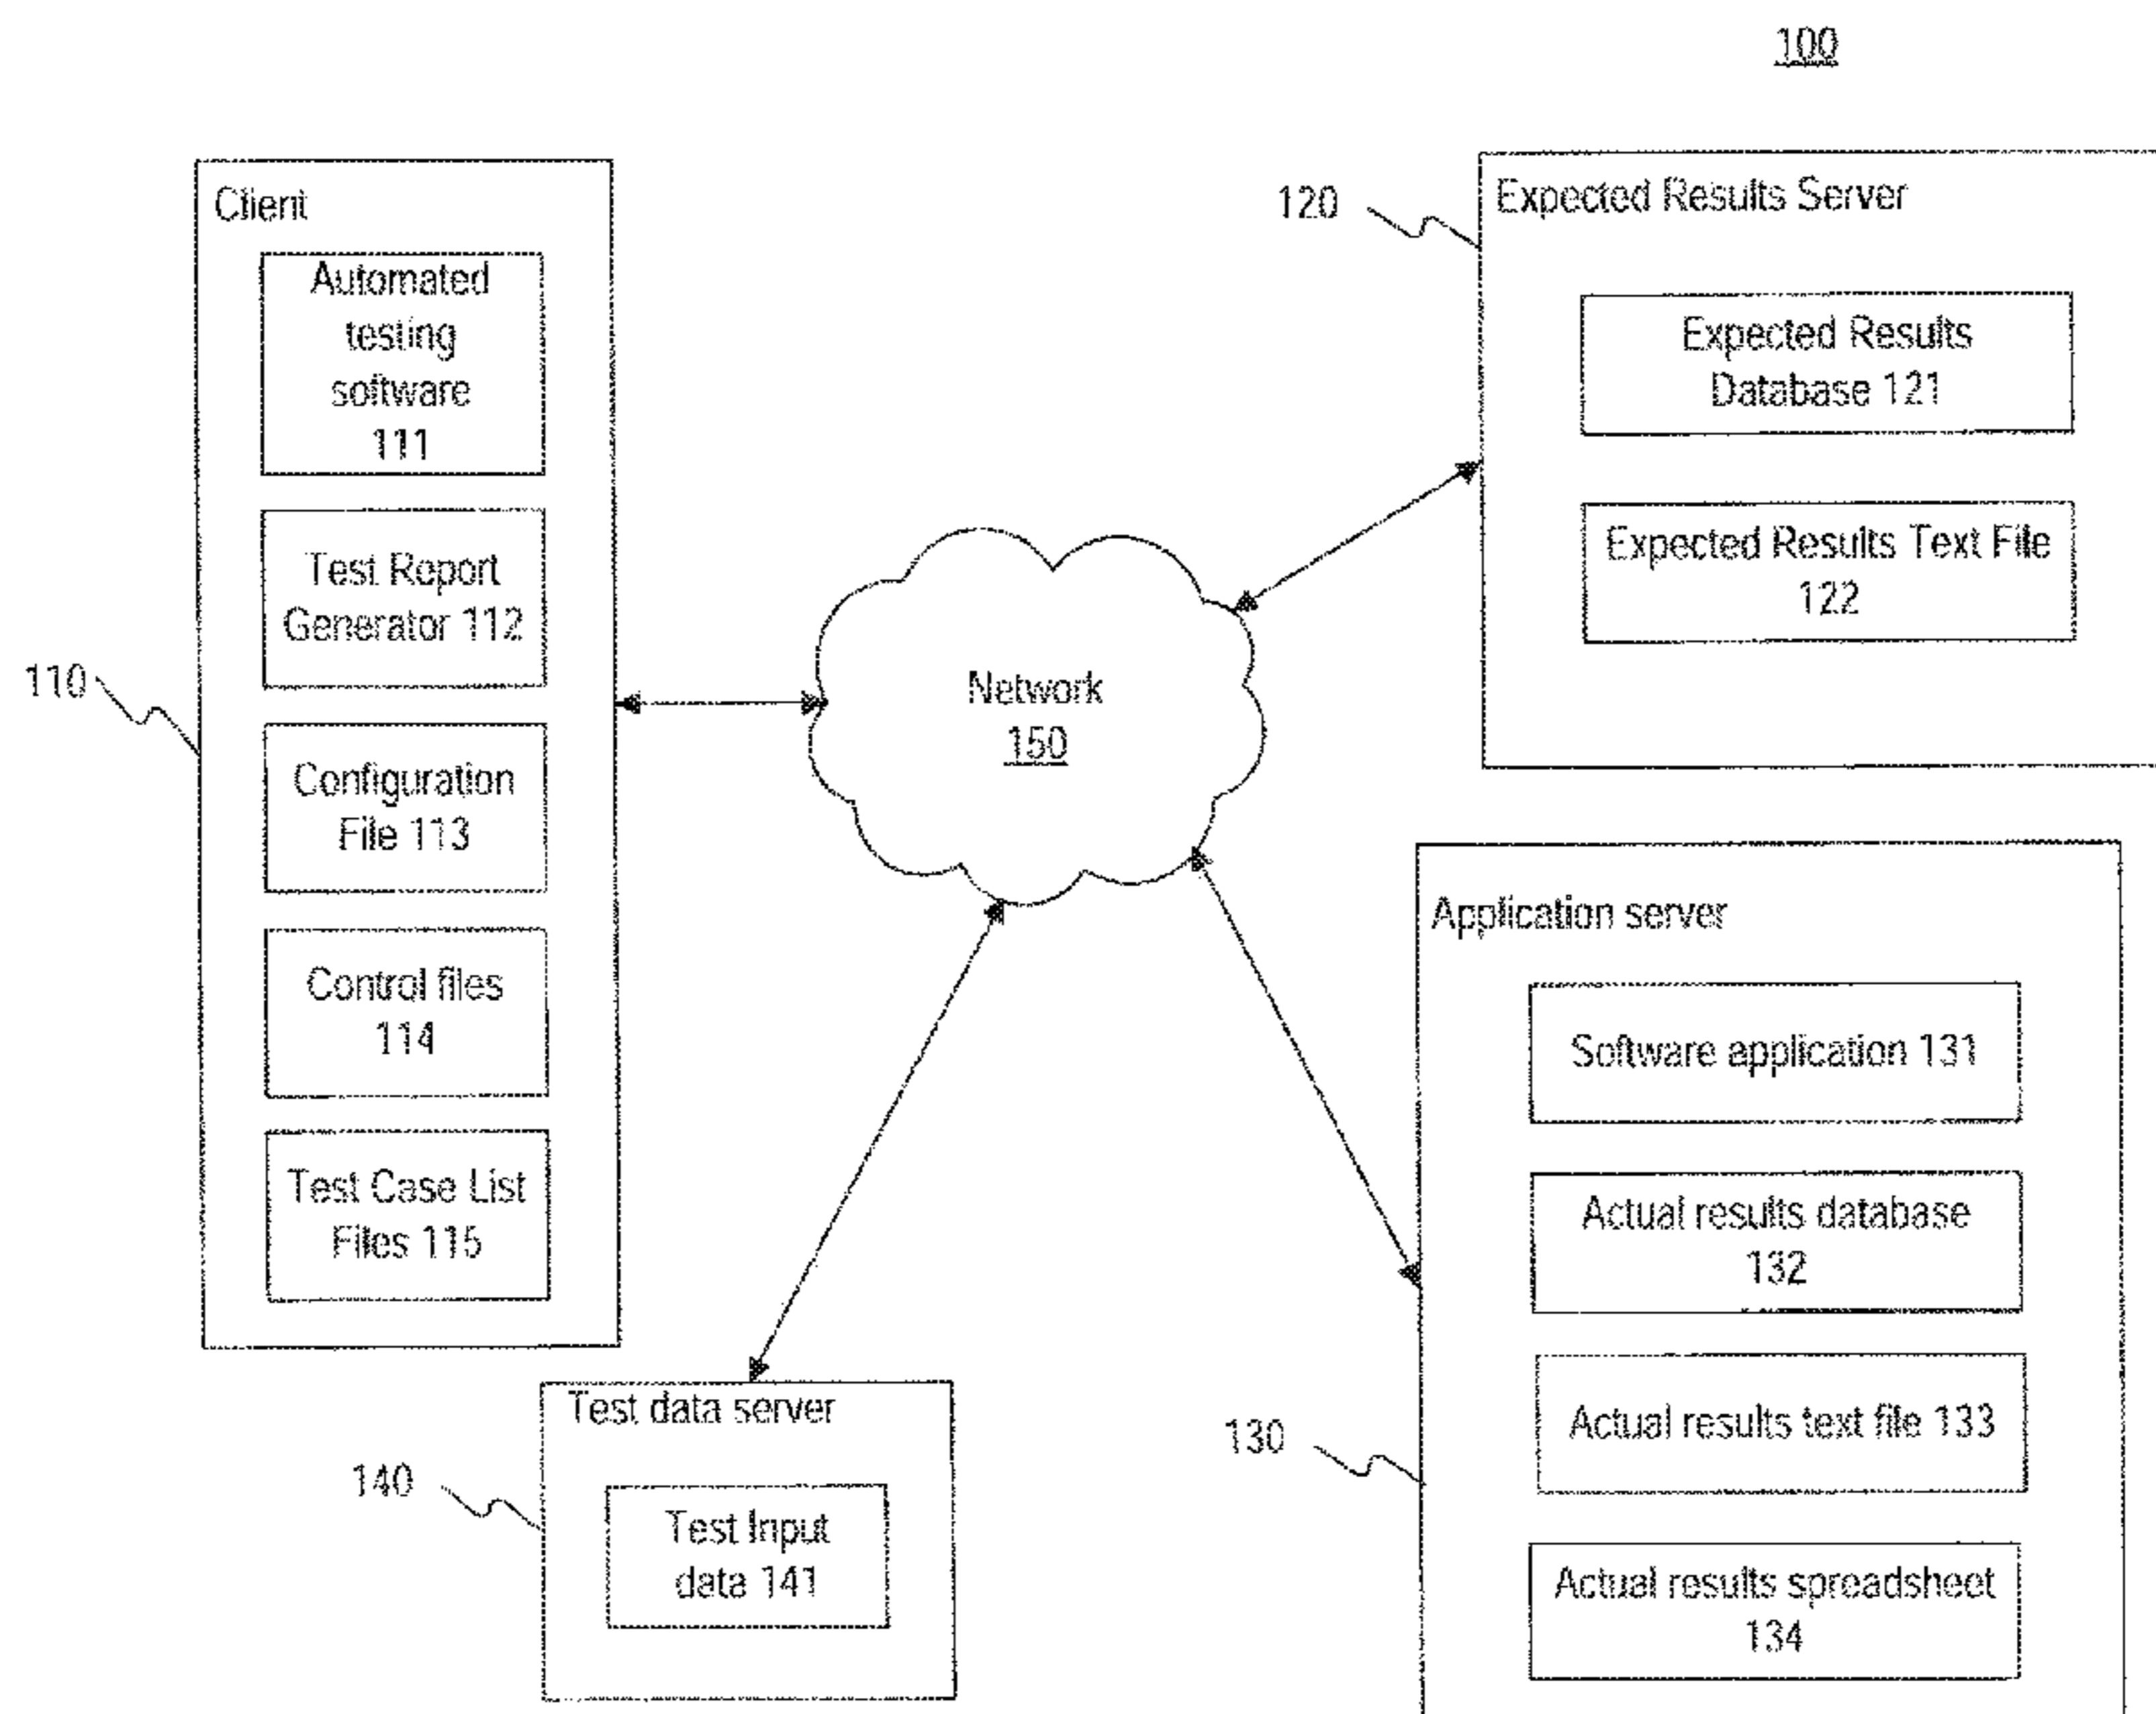 100
Client
Automated
testing
software
111
Test Report
Generator 112
Configuration
File 113
Control files
114
Test Case List
Files 115
110
Network
150
120
Expected Results Server
Expected Results
Database 121
Expected Results Text File
122
Application server
Software application 131
Actual results database
132
Actual results text file 133
Actual results spreadsheet
134
130
Test data server
Test Input
data 141
140